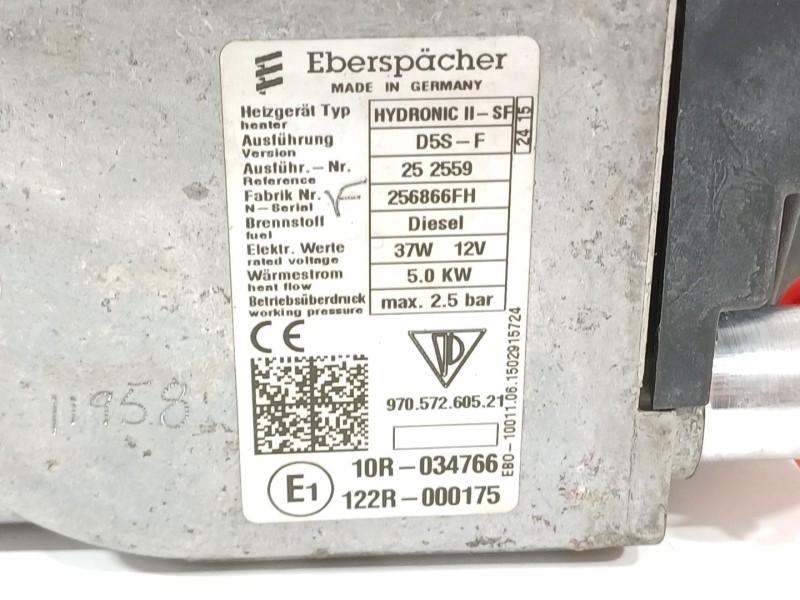 Eberspächer
MADE IN GERMANY
Heizgerät Typ HYDRONIC II-SF
heater
Ausführung D5S-F
Version
Ausführ.-Nr. 25 2559
Reference
Fabrik Nr. 256866FH
N-Serial
Brennstoff Diesel
fuel
Elektr. Werte 37W 12V
rated voltage
Wärmestrom 5.0 KW
heat flow
Betriebsüberdruck max. 2.5 bar
working pressure
24 15
CE
970.572.605.21
EBO-10011.06.1502915724
10R-034766
E1
122R-000175
11958